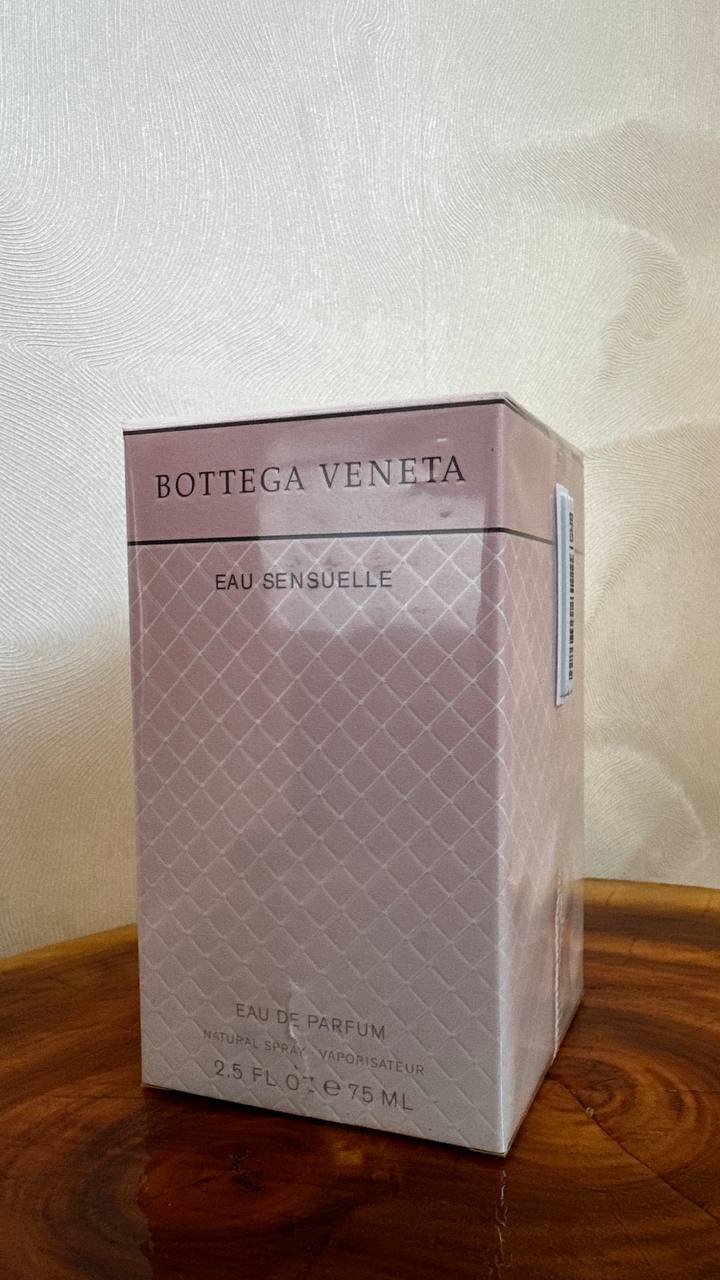 BOTTEGA VENETA
EAU SENSUELLE
EAU DE PARFUM
NATURAL SPRAY · VAPORISATEUR
2.5 FL OZ ℮ 75 ML